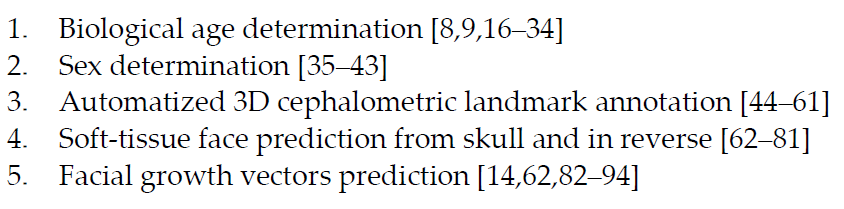 1. Biological age determination [8,9,16–34]
2. Sex determination [35–43]
3. Automatized 3D cephalometric landmark annotation [44–61]
4. Soft-tissue face prediction from skull and in reverse [62–81]
5. Facial growth vectors prediction [14,62,82–94]